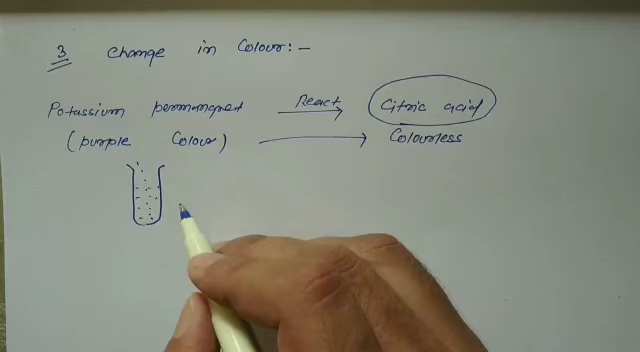 3 Change in Colour:-
Potassium permanganet React Citric acid
(purple Colour) Colourless